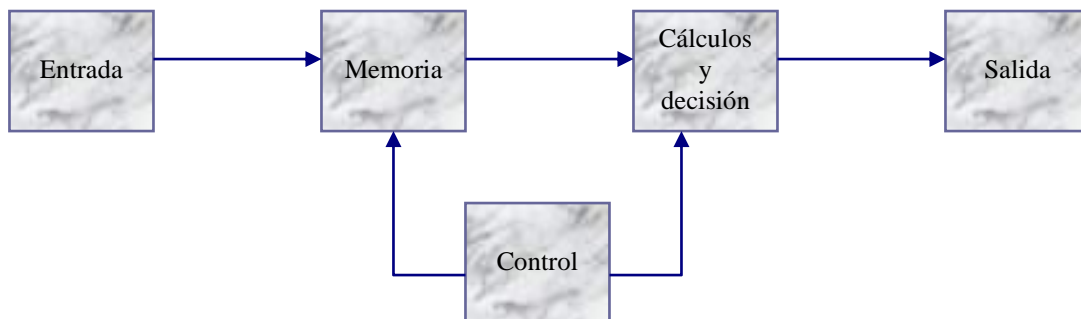 Entrada
Memoria
Cálculos
y
decisión
Salida
Control